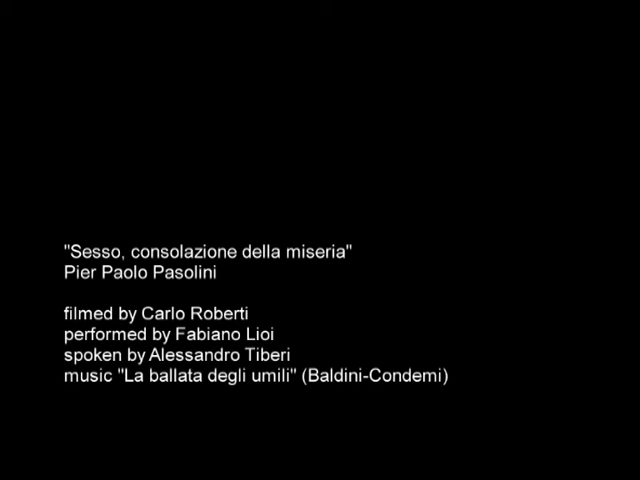 "Sesso, consolazione della miseria"
Pier Paolo Pasolini
filmed by Carlo Roberti
performed by Fabiano Lioi
spoken by Alessandro Tiberi
music "La ballata degli umili" (Baldini-Condemi)